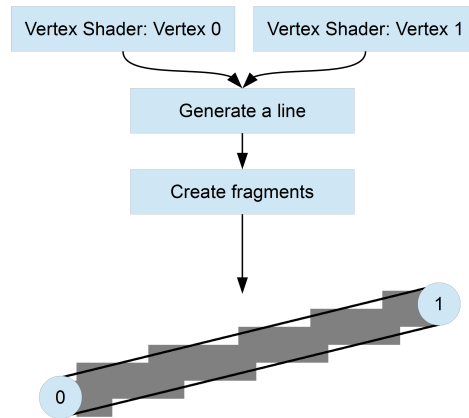 Vertex Shader: Vertex 0
Vertex Shader: Vertex 1
Generate a line
Create fragments
1
0